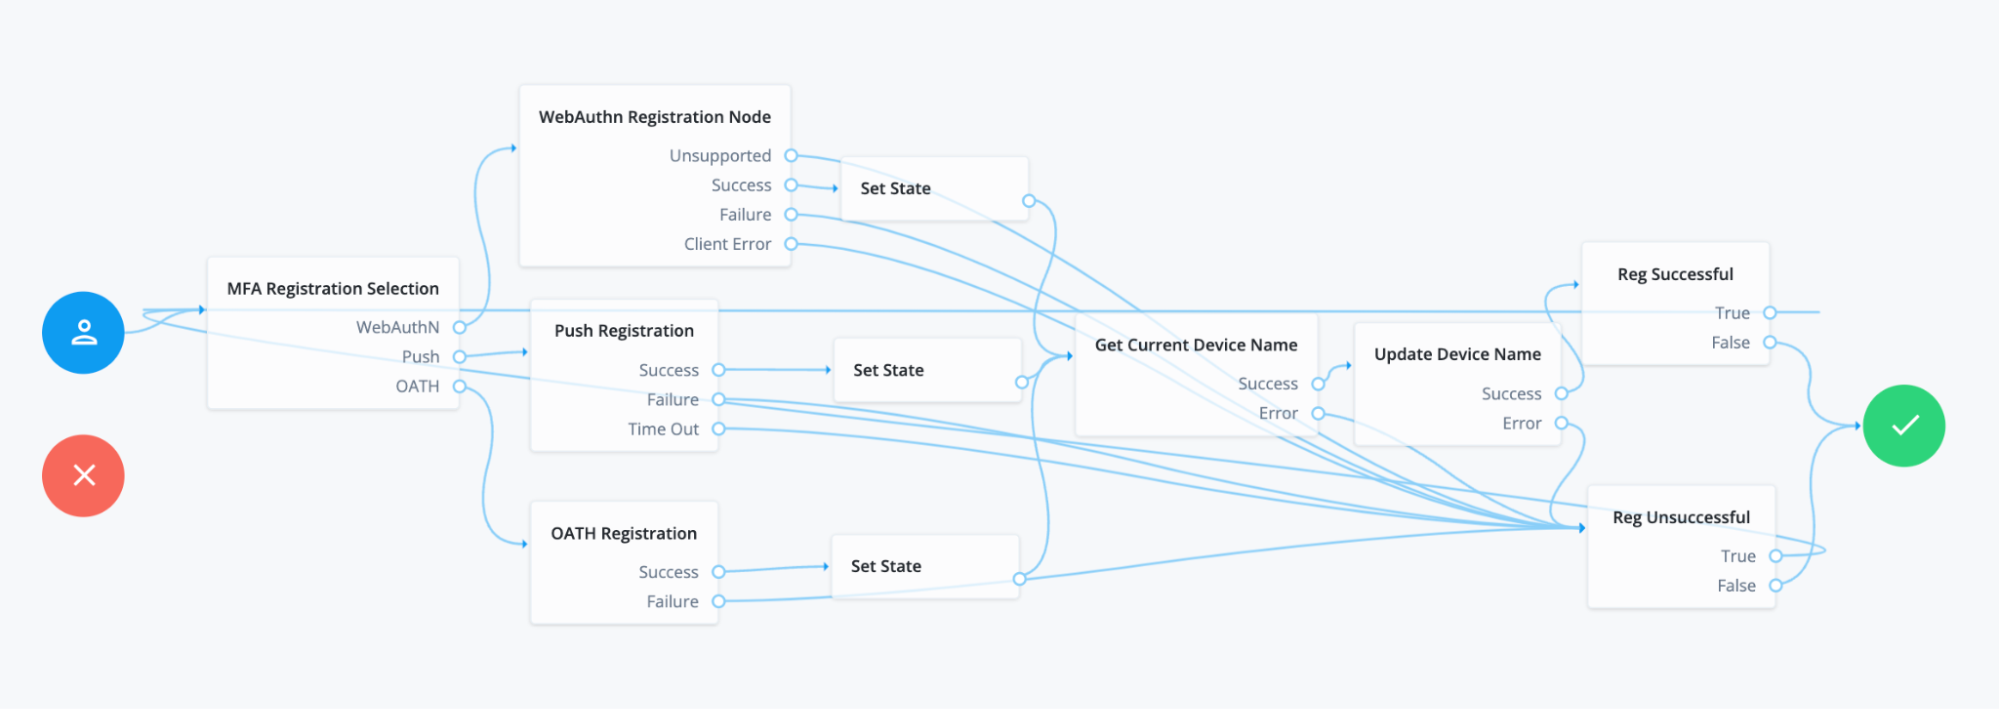 MFA Registration Selection
WebAuthN
Push
OATH
WebAuthn Registration Node
Unsupported
Success
Failure
Client Error
Set State
Push Registration
Success
Failure
Time Out
Set State
OATH Registration
Success
Failure
Set State
Get Current Device Name
Success
Error
Update Device Name
Success
Error
Reg Successful
True
False
Reg Unsuccessful
True
False